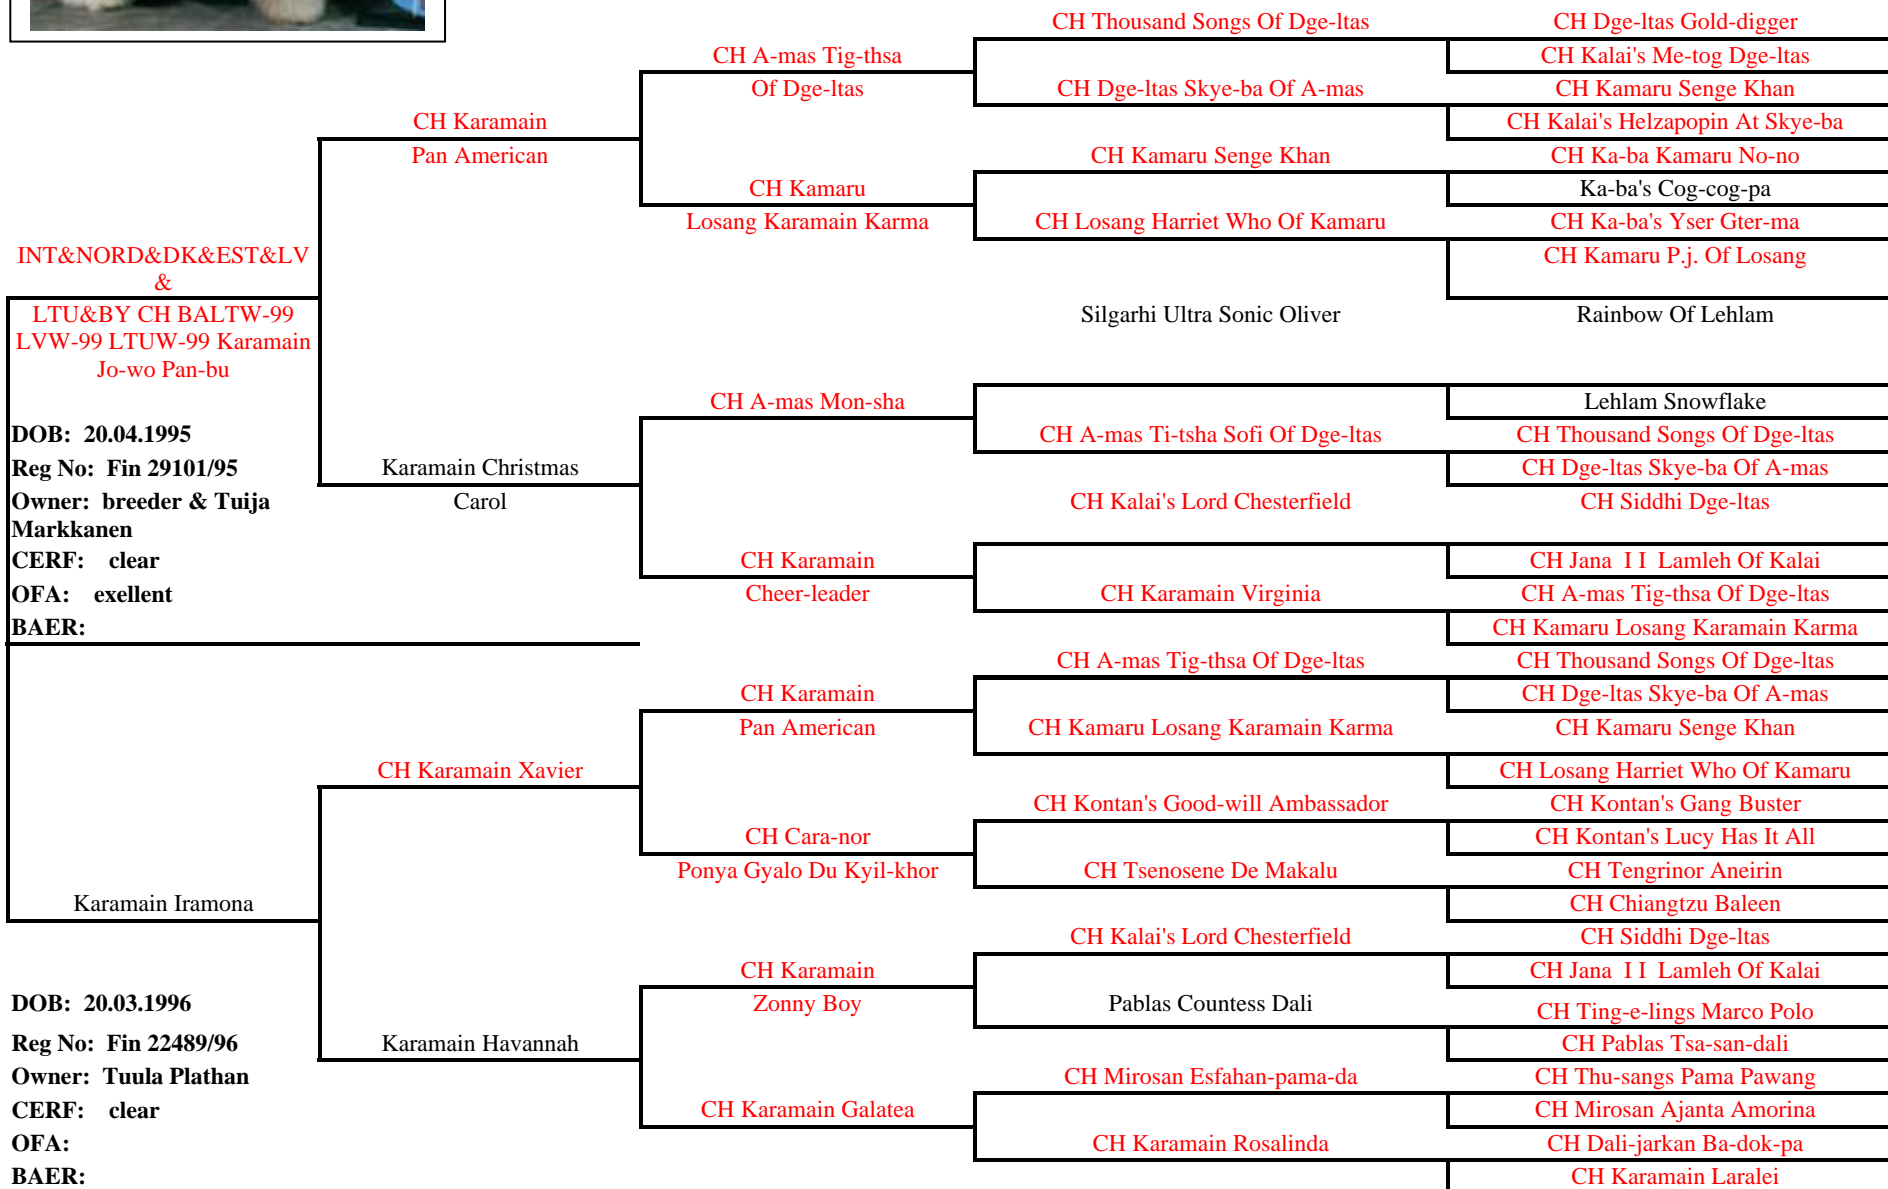 INT&NORD&DK&EST&LV
&
LTU&BY CH BALTW-99
LVW-99 LTUW-99 Karamain
Jo-wo Pan-bu
DOB: 20.04.1995
Reg No: Fin 29101/95
Owner: breeder & Tuija
Markkanen
CERF: clear
OFA: exellent
BAER:
Karamain Iramona
DOB: 20.03.1996
Reg No: Fin 22489/96
Owner: Tuula Plathan
CERF: clear
OFA:
BAER:
CH Karamain
Pan American
Karamain Christmas
Carol
CH Karamain Xavier
Karamain Havannah
CH A-mas Tig-thsa
Of Dge-ltas
CH Kamaru
Losang Karamain Karma
CH A-mas Mon-sha
CH Karamain
Cheer-leader
CH Karamain
Pan American
CH Cara-nor
Ponya Gyalo Du Kyil-khor
CH Karamain
Zonny Boy
CH Karamain Galatea
CH Thousand Songs Of Dge-ltas
CH Dge-ltas Skye-ba Of A-mas
CH Kamaru Senge Khan
CH Losang Harriet Who Of Kamaru
Silgarhi Ultra Sonic Oliver
CH A-mas Ti-tsha Sofi Of Dge-ltas
CH Kalai's Lord Chesterfield
CH Karamain Virginia
CH A-mas Tig-thsa Of Dge-ltas
CH Kamaru Losang Karamain Karma
CH Kontan's Good-will Ambassador
CH Tsenosene De Makalu
CH Kalai's Lord Chesterfield
Pablas Countess Dali
CH Mirosan Esfahan-pama-da
CH Karamain Rosalinda
CH Dge-ltas Gold-digger
CH Kalai's Me-tog Dge-ltas
CH Kamaru Senge Khan
CH Kalai's Helzapopin At Skye-ba
CH Ka-ba Kamaru No-no
Ka-ba's Cog-cog-pa
CH Ka-ba's Yser Gter-ma
CH Kamaru P.j. Of Losang
Rainbow Of Lehlam
Lehlam Snowflake
CH Thousand Songs Of Dge-ltas
CH Dge-ltas Skye-ba Of A-mas
CH Siddhi Dge-ltas
CH Jana I I Lamleh Of Kalai
CH A-mas Tig-thsa Of Dge-ltas
CH Kamaru Losang Karamain Karma
CH Thousand Songs Of Dge-ltas
CH Dge-ltas Skye-ba Of A-mas
CH Kamaru Senge Khan
CH Losang Harriet Who Of Kamaru
CH Kontan's Gang Buster
CH Kontan's Lucy Has It All
CH Tengrinor Aneirin
CH Chiangtzu Baleen
CH Siddhi Dge-ltas
CH Jana I I Lamleh Of Kalai
CH Ting-e-lings Marco Polo
CH Pablas Tsa-san-dali
CH Thu-sangs Pama Pawang
CH Mirosan Ajanta Amorina
CH Dali-jarkan Ba-dok-pa
CH Karamain Laralei